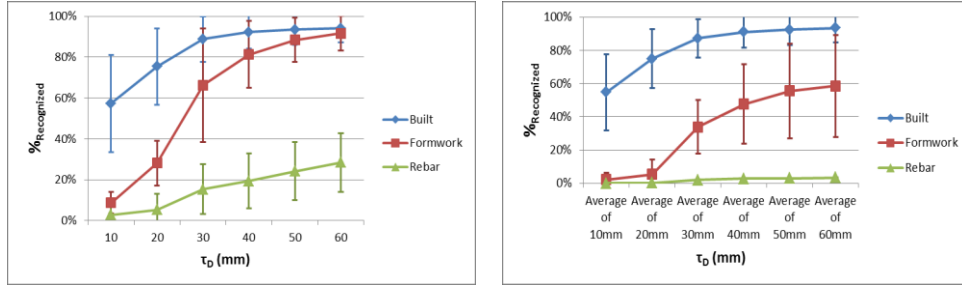 100%
80%
60%
40%
20%
0%
%Recognized
10 20 30 40 50 60
τD (mm)
Built
Formwork
Rebar
100%
80%
60%
40%
20%
0%
%Recognized
Average Average Average Average Average Average
of of of of of of
10mm 20mm 30mm 40mm 50mm 60mm
τD (mm)
Built
Formwork
Rebar